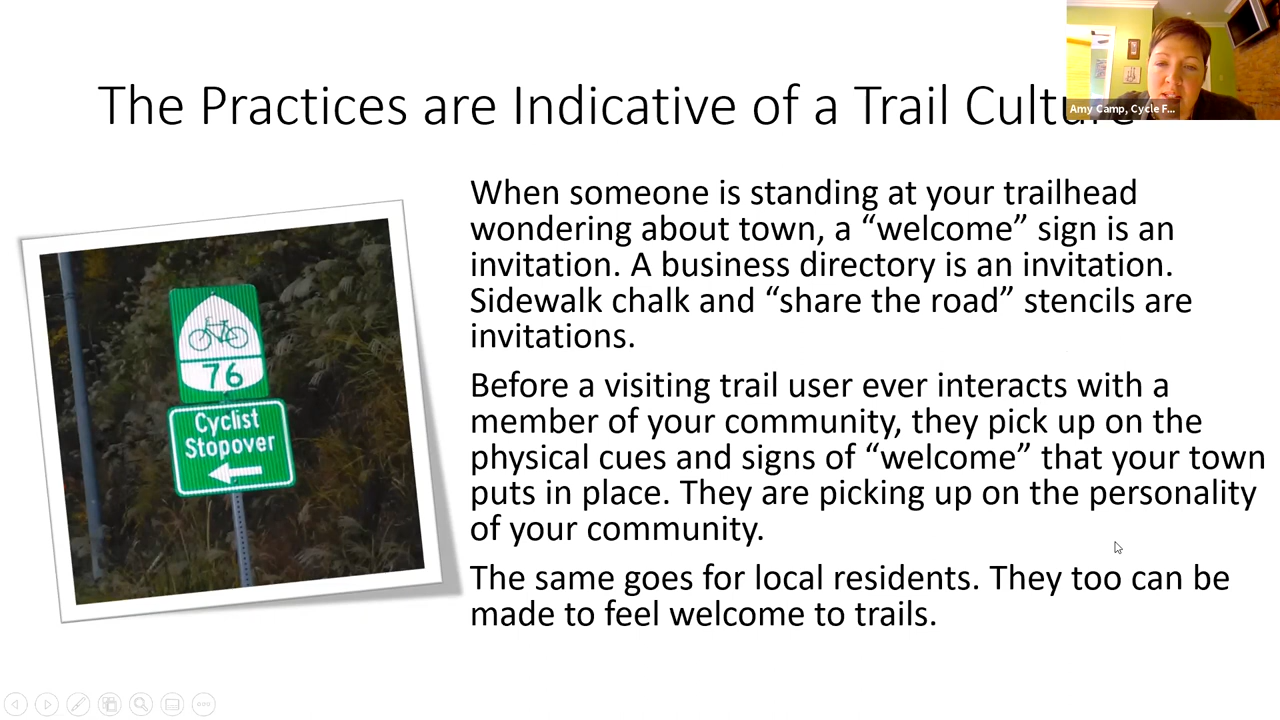 The Practices are Indicative of a Trail Culture
Amy Camp, Cycle F...
When someone is standing at your trailhead
wondering about town, a “welcome” sign is an
invitation. A business directory is an invitation.
Sidewalk chalk and “share the road” stencils are
invitations.
Before a visiting trail user ever interacts with a
member of your community, they pick up on the
physical cues and signs of “welcome” that your town
puts in place. They are picking up on the personality
of your community.
The same goes for local residents. They too can be
made to feel welcome to trails.
76
Cyclist
Stopover